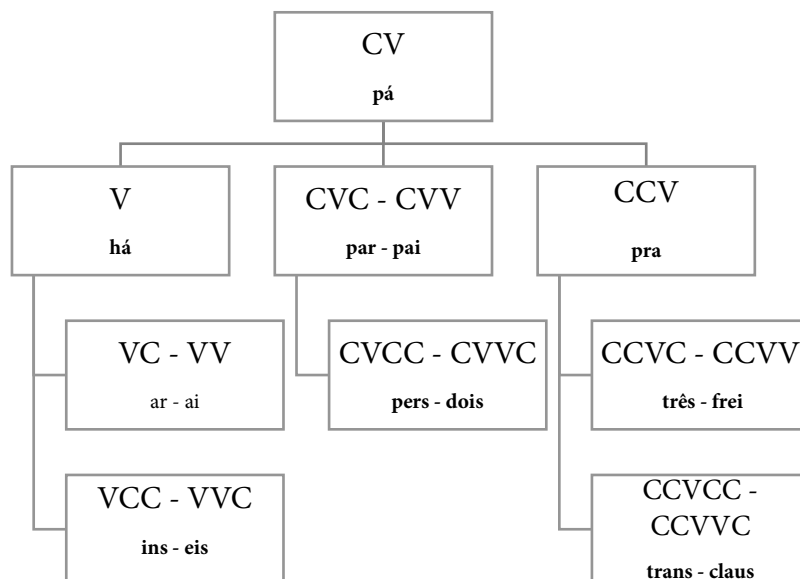 CV
pá
V
há
CVC - CVV
par - pai
CCV
pra
VC - VV
ar - ai
CVCC - CVVC
pers - dois
CCVC - CCVV
três - frei
VCC - VVC
ins - eis
CCVCC -
CCVVC
trans - claus